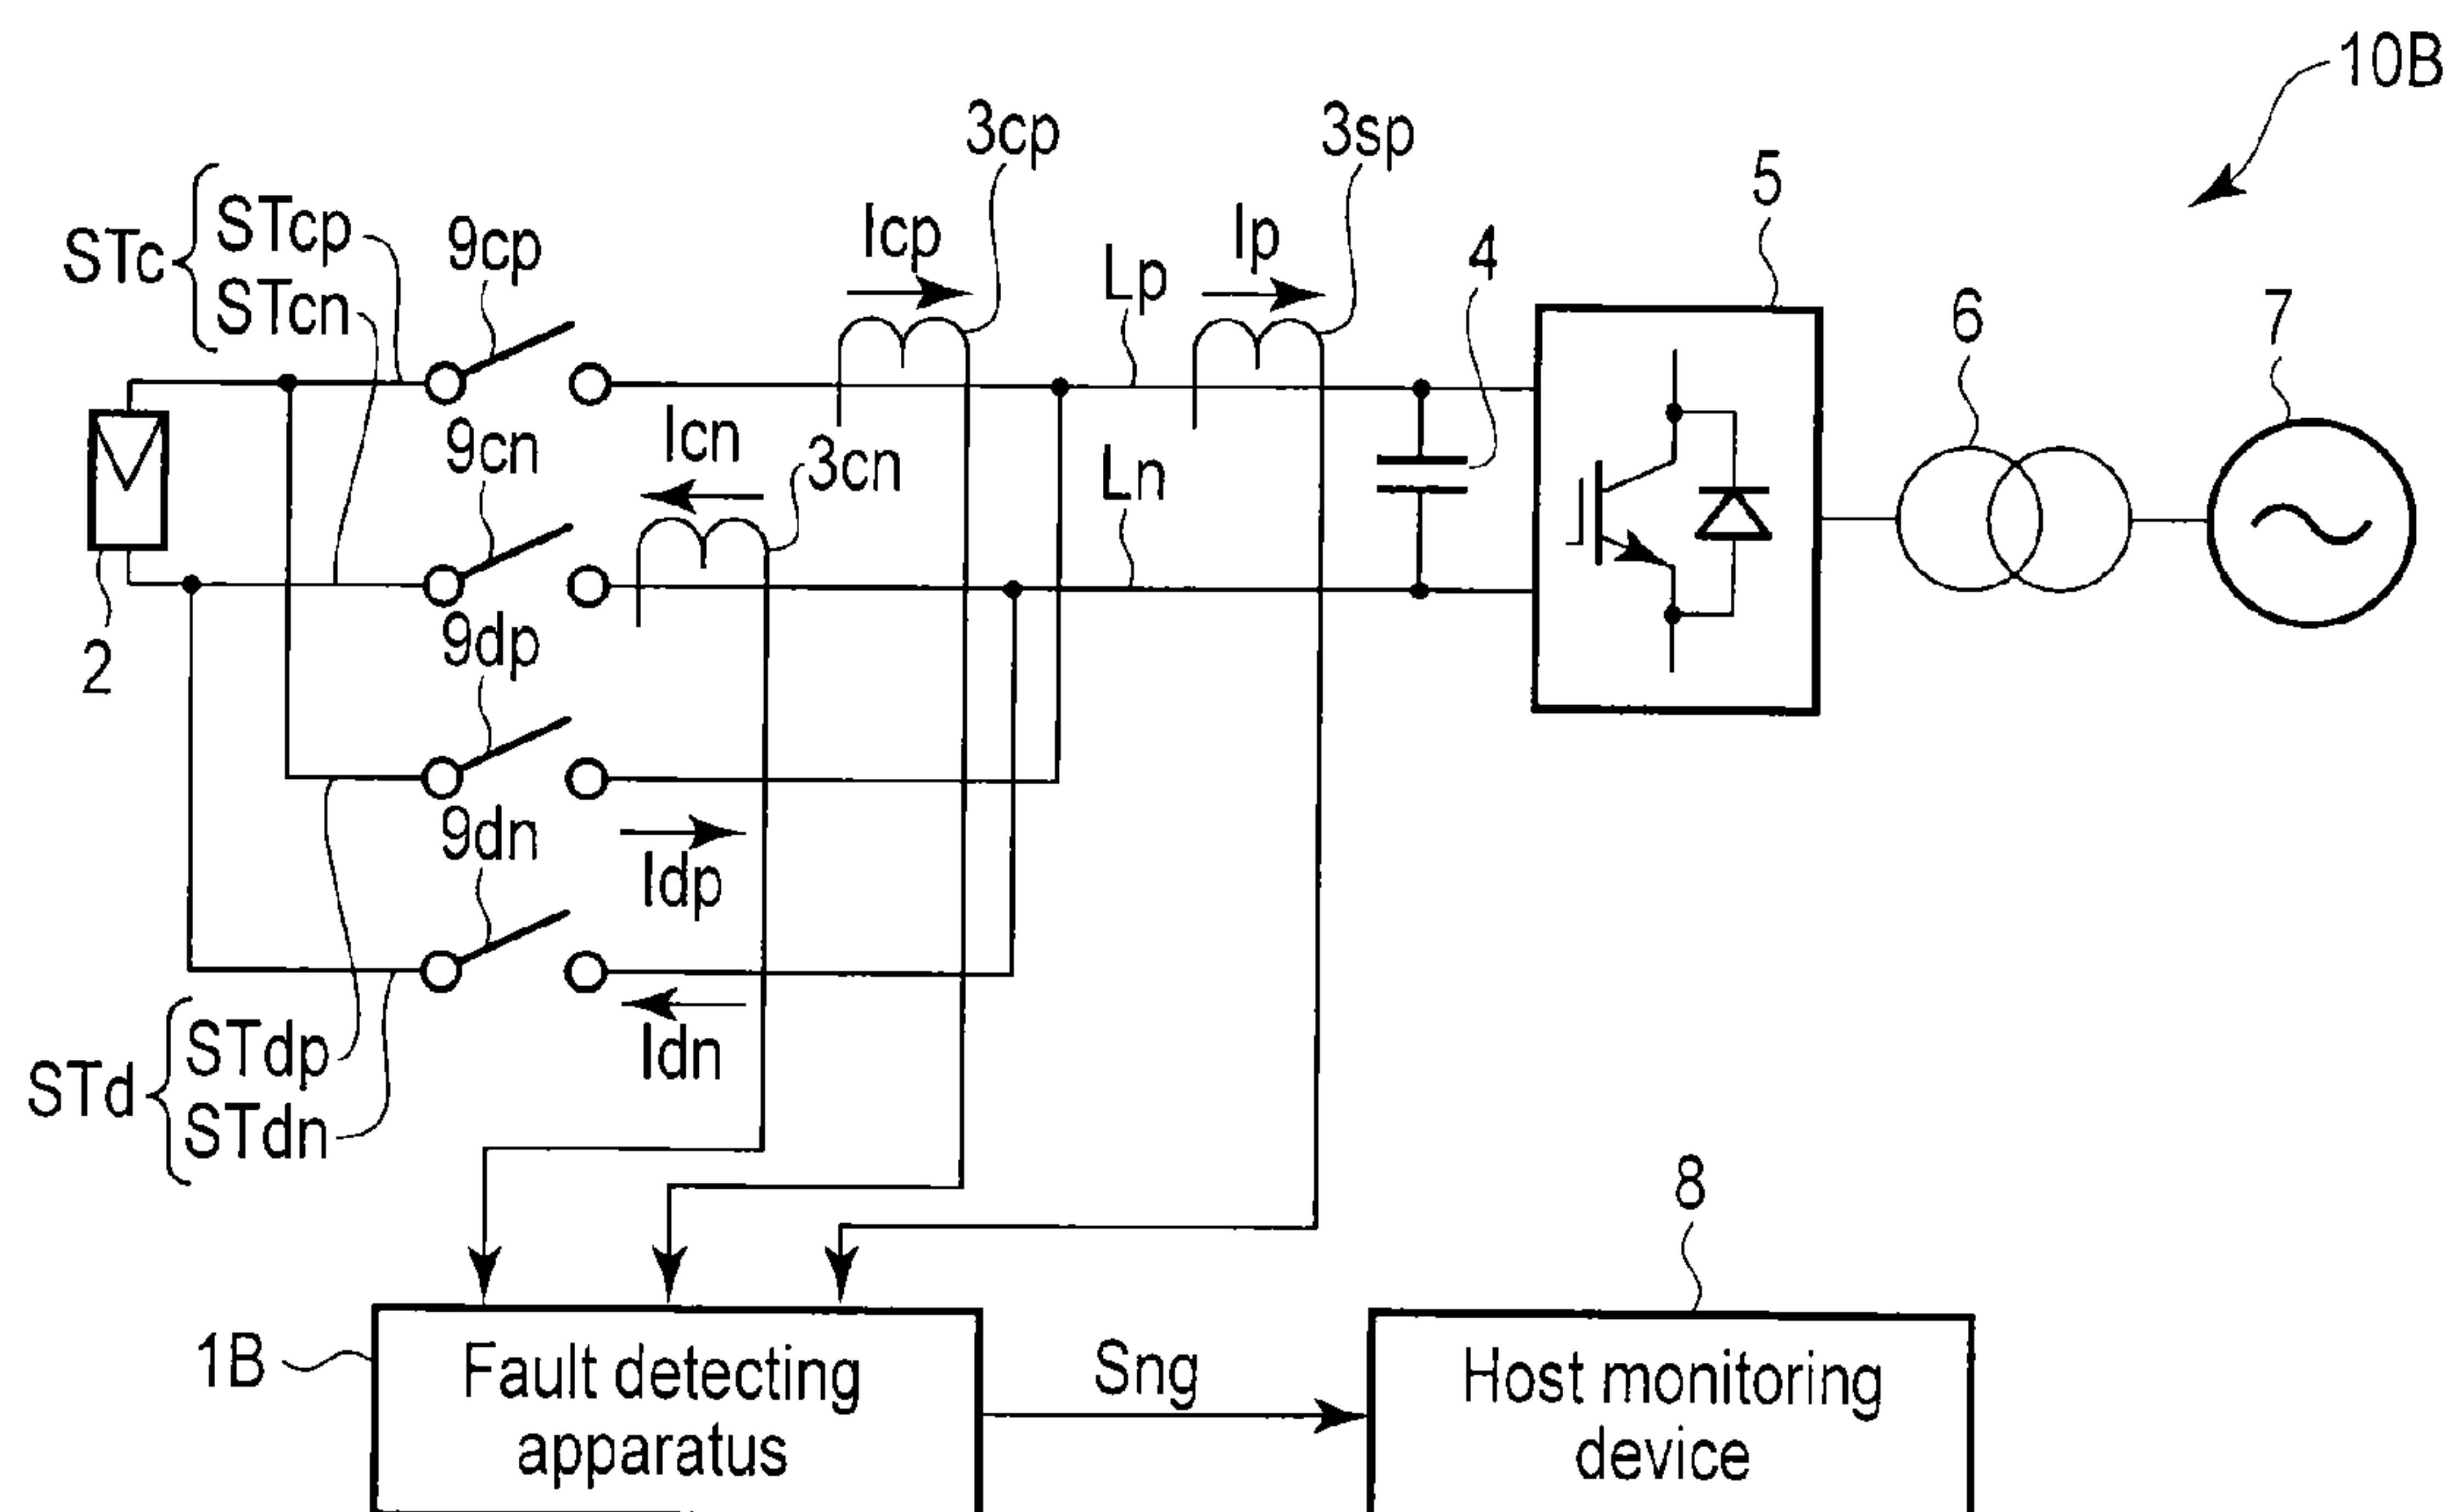 10B
3cp
3sp
5
STc
STcp
STcn
9cp
Icp
Lp
Ip
4
6
7
9cn
Icn
3cn
Ln
2
9dp
9dn
Idp
Idn
STd
STdp
STdn
8
1B
Fault detecting
apparatus
Sng
Host monitoring
device